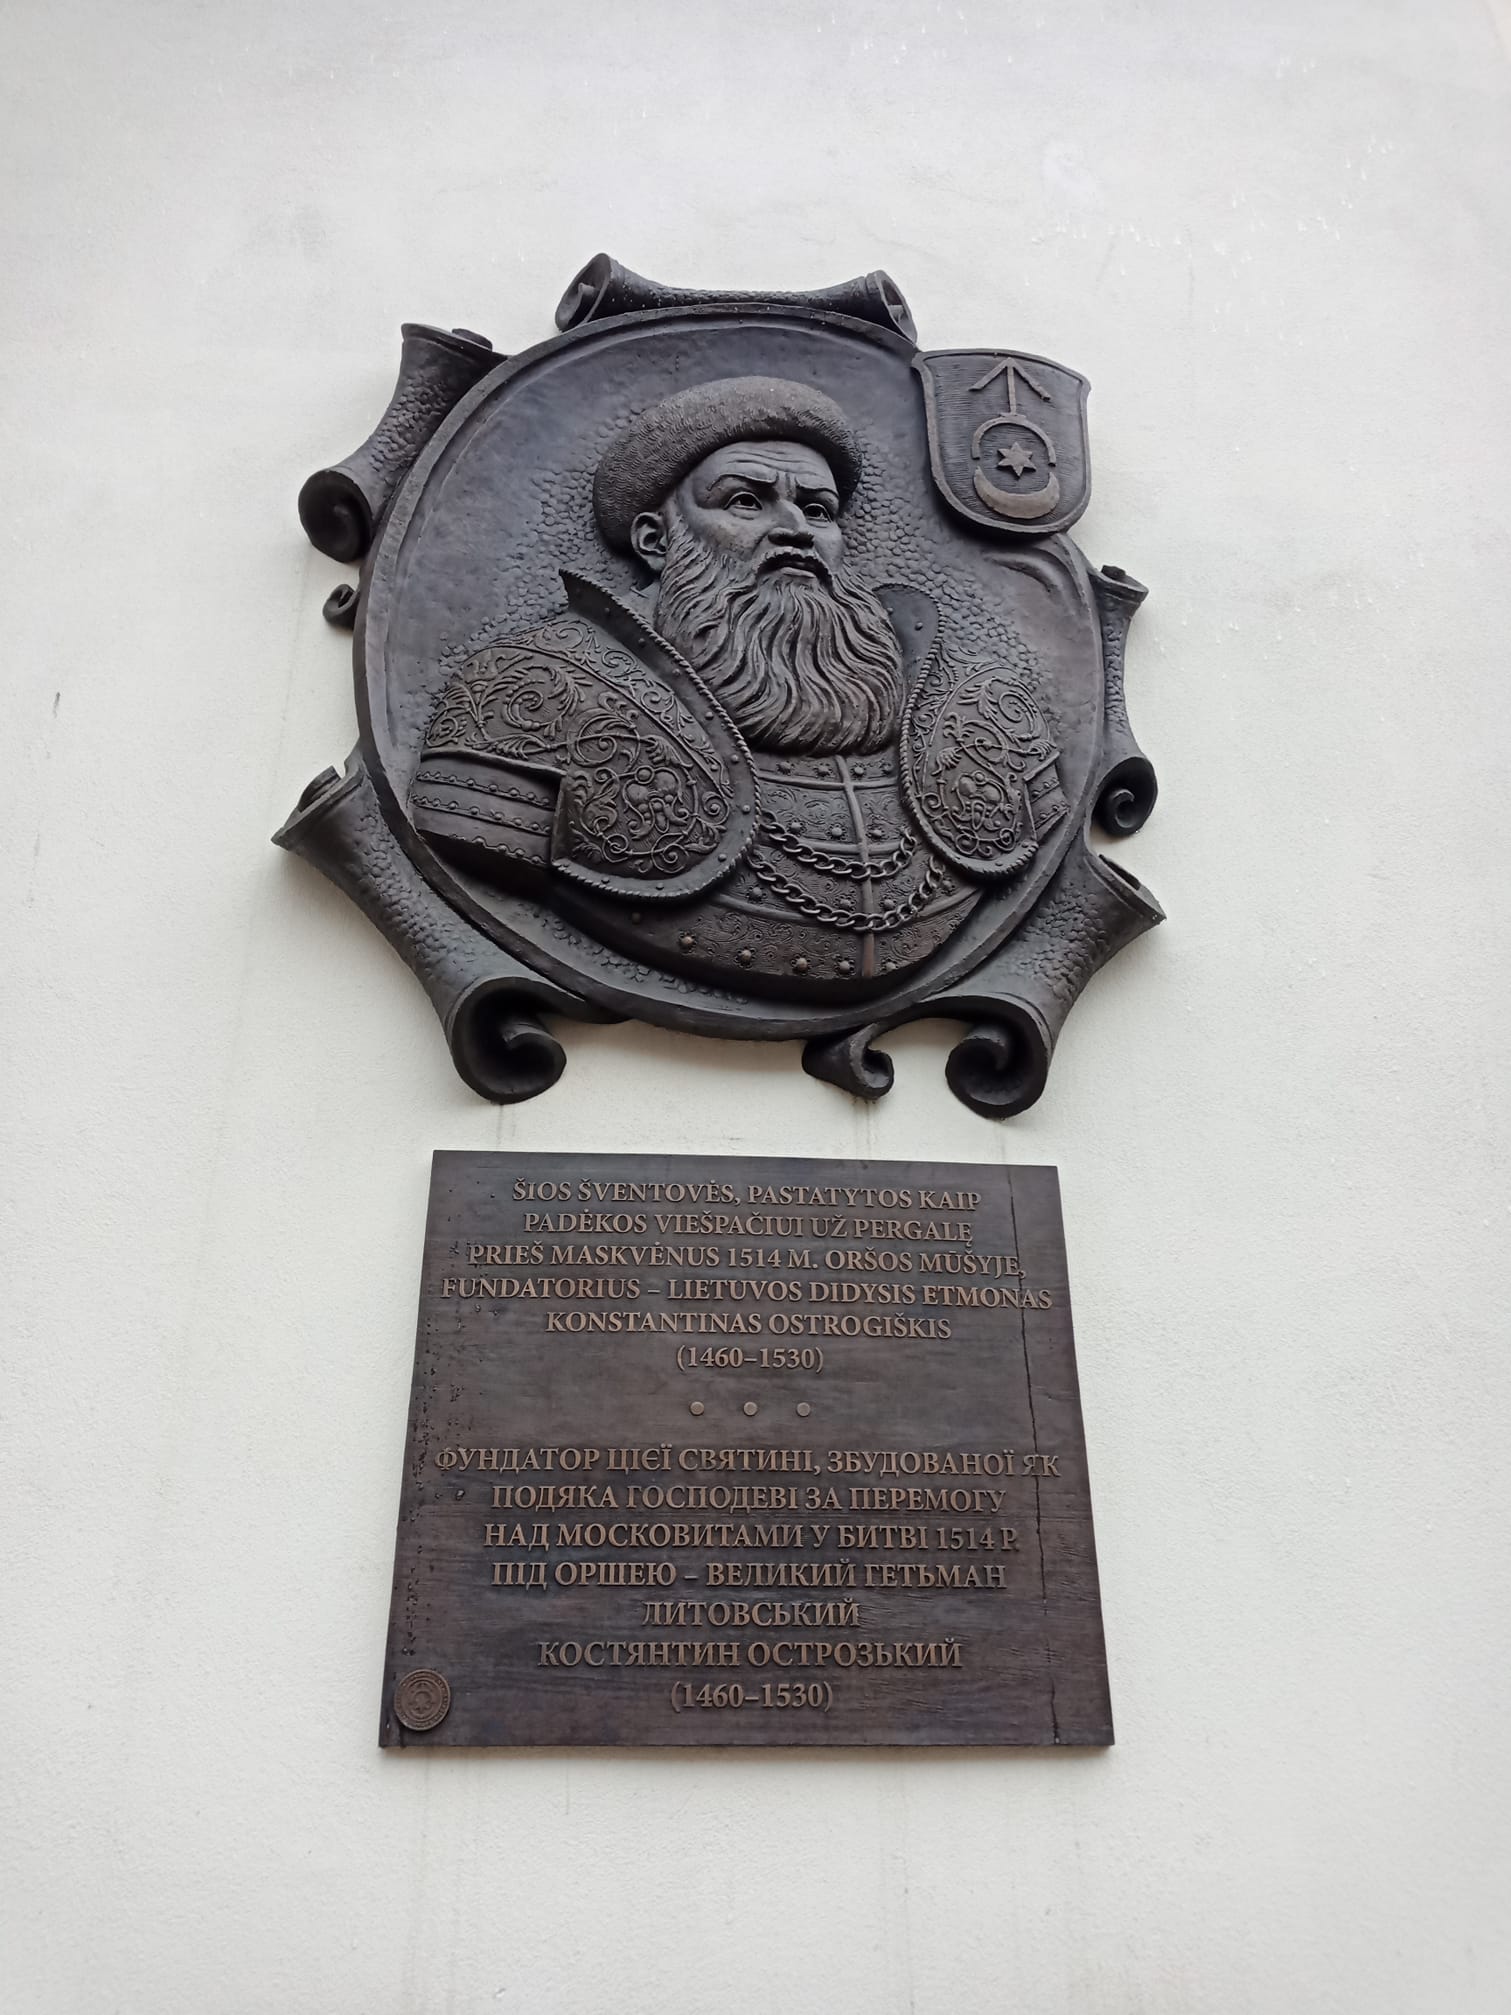 ŠIOS ŠVENTOVĖS, PASTATYTOS KAIP
PADĖKOS VIEŠPAČIUI UŽ PERGALĘ
PRIEŠ MASKVĖNUS 1514 M. ORŠOS MŪŠYJE,
FUNDATORIUS – LIETUVOS DIDYSIS ETMONAS
KONSTANTINAS OSTROGIŠKIS
(1460–1530)
• • •
ФУНДАТОР ЦІЄЇ СВЯТИНІ, ЗБУДОВАНОЇ ЯК
ПОДЯКА ГОСПОДЕВІ ЗА ПЕРЕМОГУ
НАД МОСКОВИТАМИ У БИТВІ 1514 Р.
ПІД ОРШЕЮ – ВЕЛИКИЙ ГЕТЬМАН
ЛИТОВСЬКИЙ
КОСТЯНТИН ОСТРОЗЬКИЙ
(1460–1530)